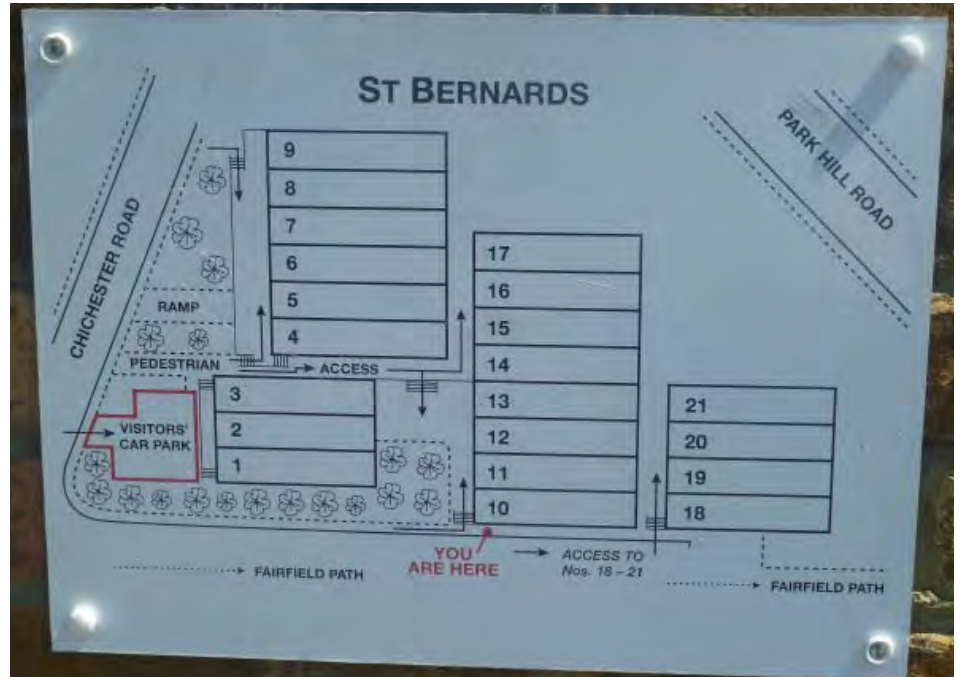 ST BERNARDS
PARK HILL ROAD
CHICHESTER ROAD
9
8
7
6
5
4
RAMP
PEDESTRIAN
ACCESS
3
2
1
VISITORS'
CAR PARK
17
16
15
14
13
12
11
10
21
20
19
18
YOU
ARE HERE
ACCESS TO
Nos. 18 – 21
FAIRFIELD PATH
FAIRFIELD PATH